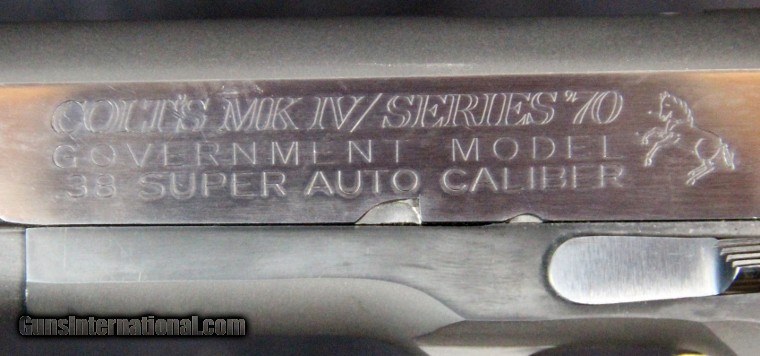 COLT'S MK IV/SERIES '70
GOVERNMENT MODEL
38 SUPER AUTO CALIBER
GunsInternational.com